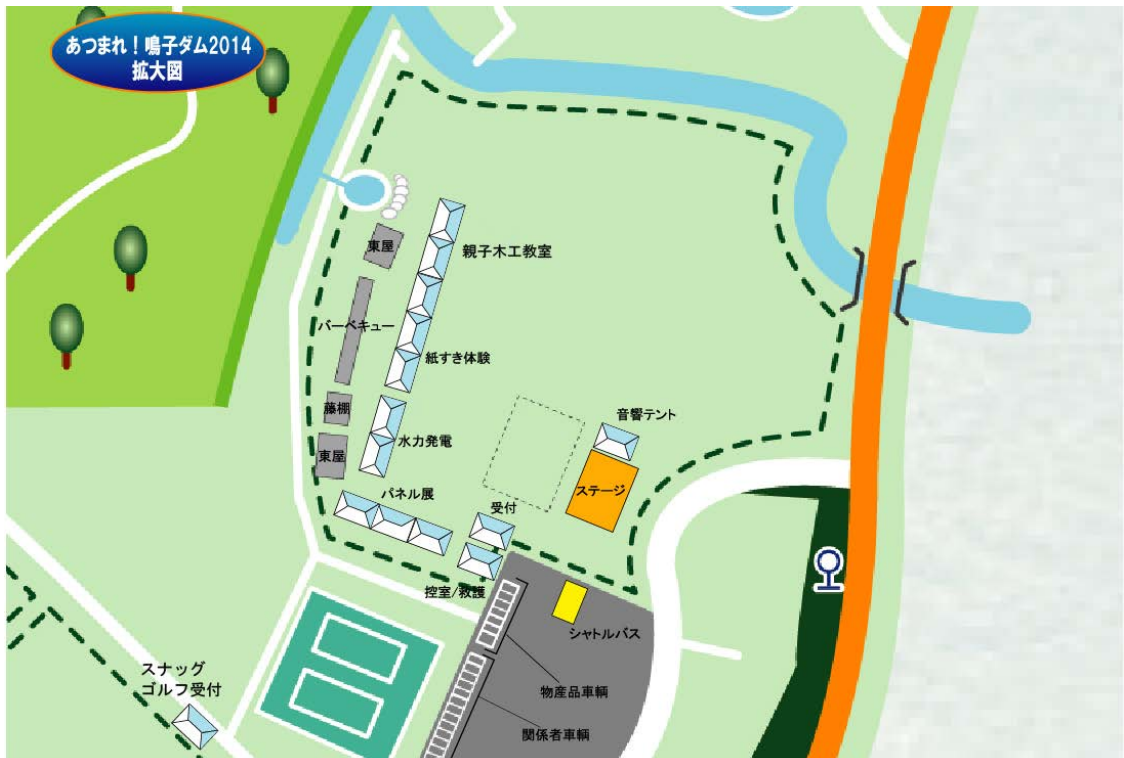 あつまれ！鳴子ダム2014
拡大図
東屋
親子木工教室
バーベキュー
紙すき体験
藤棚
音響テント
水力発電
東屋
ステージ
パネル展
受付
控室/救護
シャトルバス
スナッグ
ゴルフ受付
物産品車輌
関係者車輌